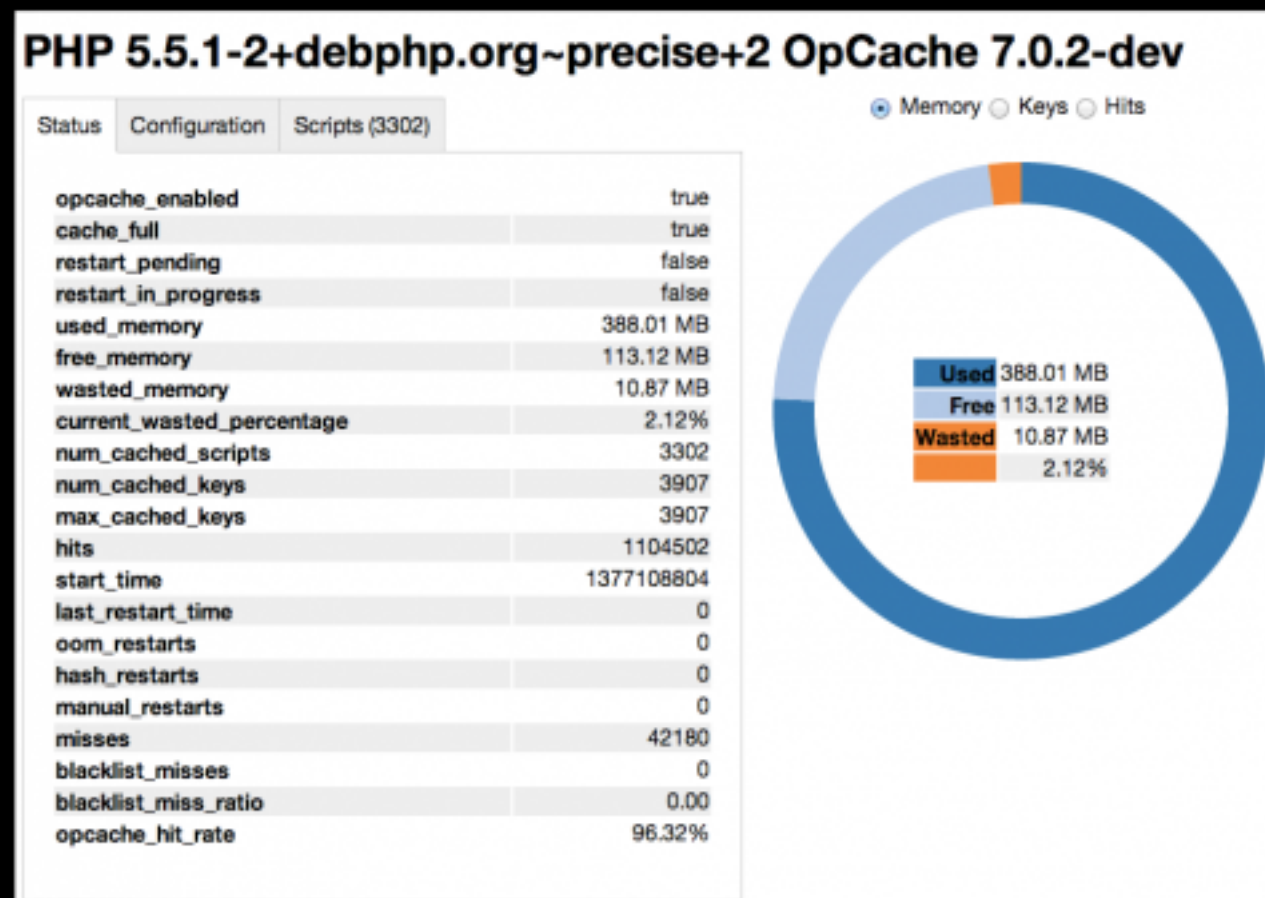 PHP 5.5.1-2+debphp.org~precise+2 OpCache 7.0.2-dev
Status Configuration Scripts (3302)
Memory Keys Hits
opcache_enabled true
cache_full true
restart_pending false
restart_in_progress false
used_memory 388.01 MB
free_memory 113.12 MB
wasted_memory 10.87 MB
current_wasted_percentage 2.12%
num_cached_scripts 3302
num_cached_keys 3907
max_cached_keys 3907
hits 1104502
start_time 1377108804
last_restart_time 0
oom_restarts 0
hash_restarts 0
manual_restarts 0
misses 42180
blacklist_misses 0
blacklist_miss_ratio 0.00
opcache_hit_rate 96.32%
Used 388.01 MB
Free 113.12 MB
Wasted 10.87 MB
2.12%